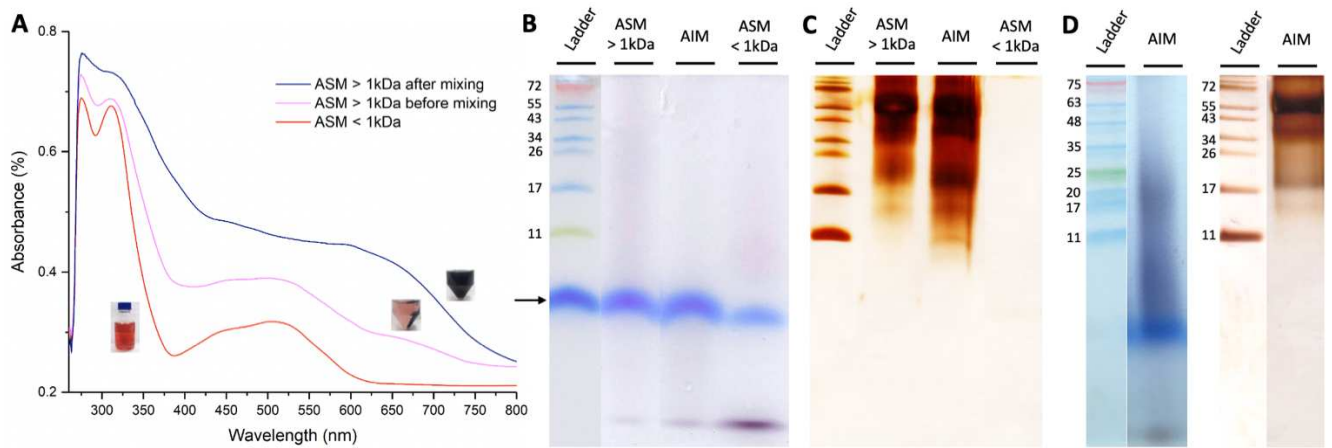 A
0.8
0.6
0.4
0.2
Absorbance (%)
300 350 400 450 500 550 600 650 700 750 800
Wavelength (nm)
ASM > 1kDa after mixing
ASM > 1kDa before mixing
ASM < 1kDa
B
Ladder
ASM
> 1kDa
AIM
ASM
< 1kDa
72
55
43
34
26
17
11
C
Ladder
ASM
> 1kDa
AIM
ASM
< 1kDa
D
Ladder
AIM
75
63
48
35
25
20
17
11
Ladder
AIM
72
55
43
34
26
17
11